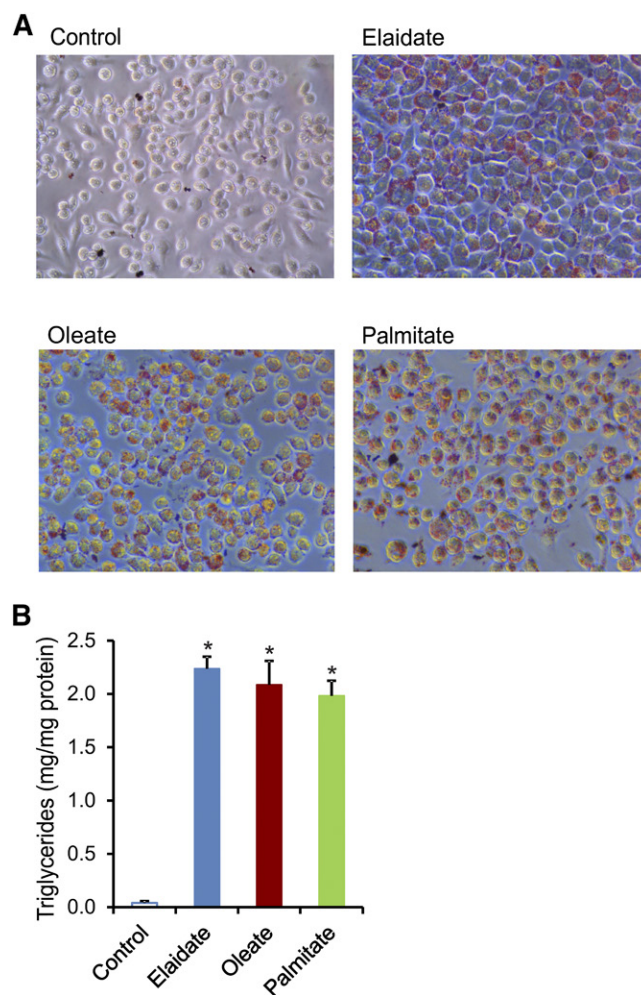 A
Control
Elaidate
Oleate
Palmitate
B
Triglycerides (mg/mg protein)
2.5
2.0
1.5
1.0
0.5
0.0
*
*
*
Control
Elaidate
Oleate
Palmitate